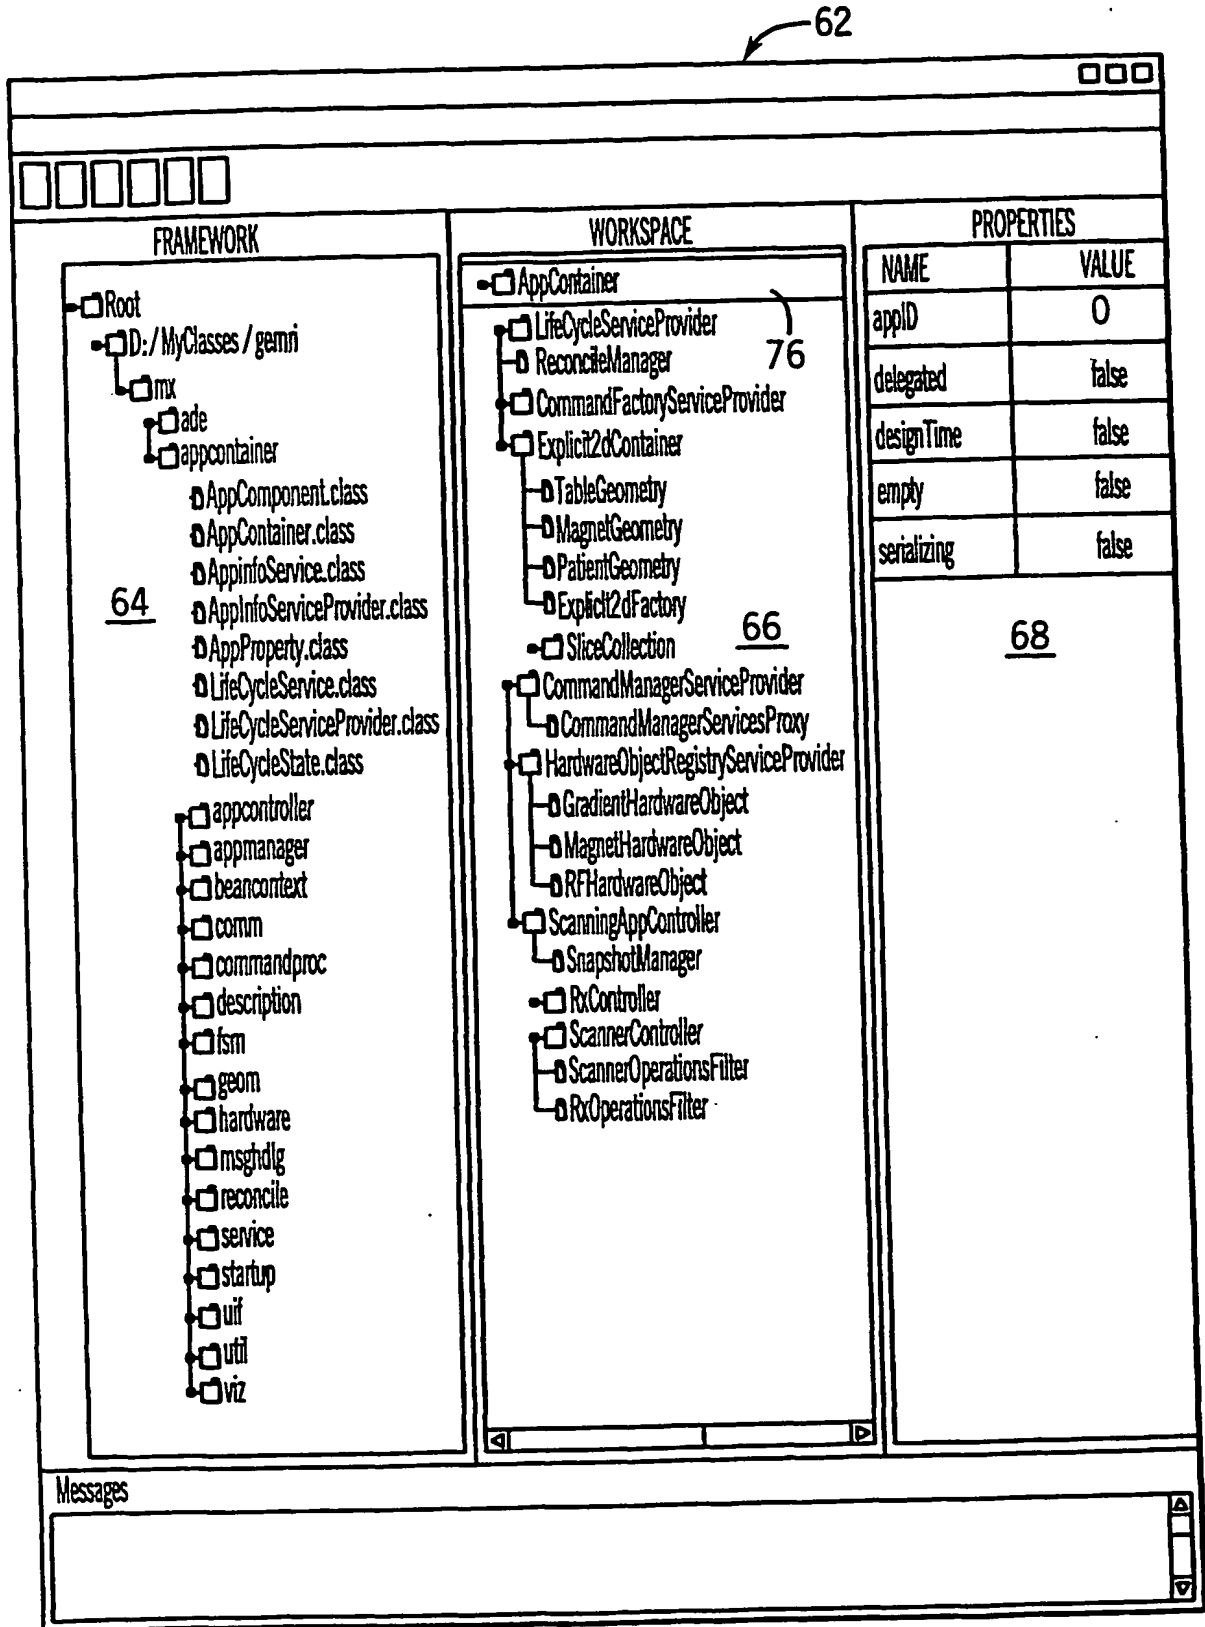 62
FRAMEWORK
Root
D:/MyClasses/gemri
mx
ade
appcontainer
AppComponent.class
AppContainer.class
AppinfoService.class
AppInfoServiceProvider.class
AppProperty.class
LifeCycleService.class
LifeCycleServiceProvider.class
LifeCycleState.class
64
appcontroller
appmanager
beancontext
comm
commandproc
description
fsm
geom
hardware
msghdlg
reconcile
service
startup
uif
util
viz
WORKSPACE
AppContainer
76
LifeCycleServiceProvider
ReconcileManager
CommandFactoryServiceProvider
Explicit2dContainer
TableGeometry
MagnetGeometry
PatientGeometry
Explicit2dFactory
SliceCollection
66
CommandManagerServiceProvider
CommandManagerServicesProxy
HardwareObjectRegistryServiceProvider
GradientHardwareObject
MagnetHardwareObject
RFHardwareObject
ScanningAppController
SnapshotManager
RxController
ScannerController
ScannerOperationsFilter
RxOperationsFilter
PROPERTIES
NAME VALUE
appID 0
delegated false
designTime false
empty false
serializing false
68
Messages